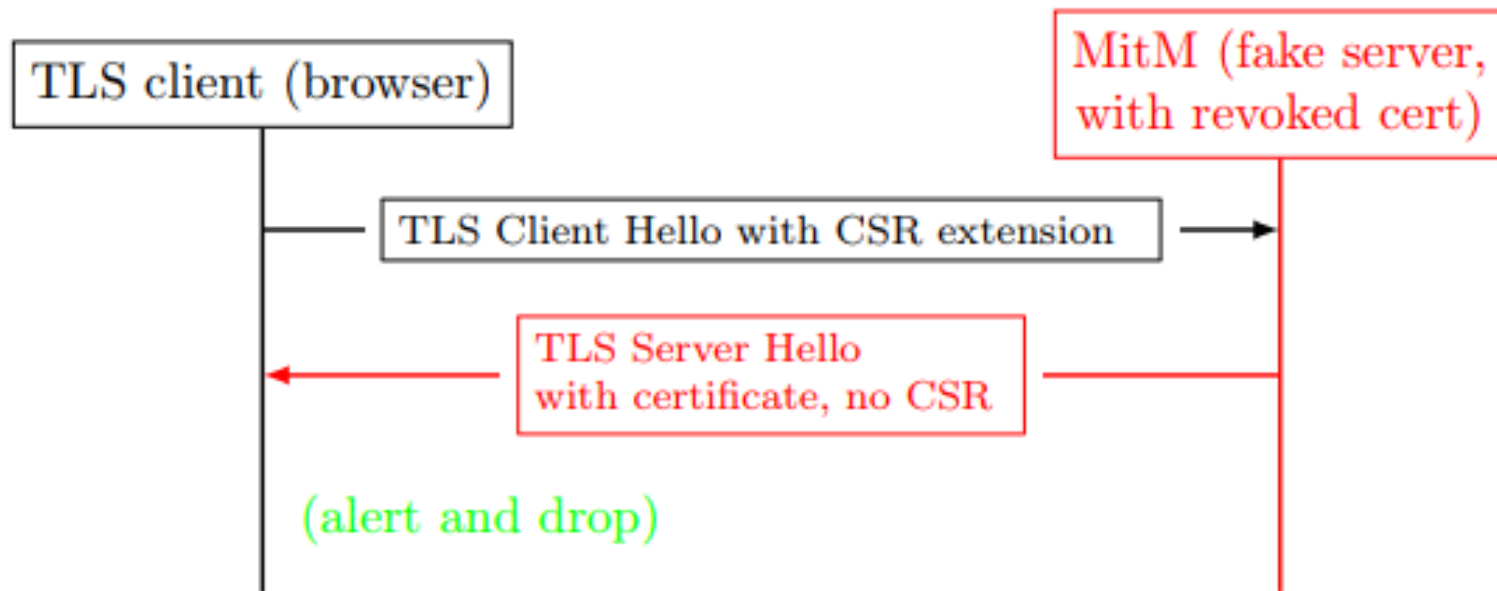 TLS client (browser)
MitM (fake server,
with revoked cert)
TLS Client Hello with CSR extension
TLS Server Hello
with certificate, no CSR
(alert and drop)